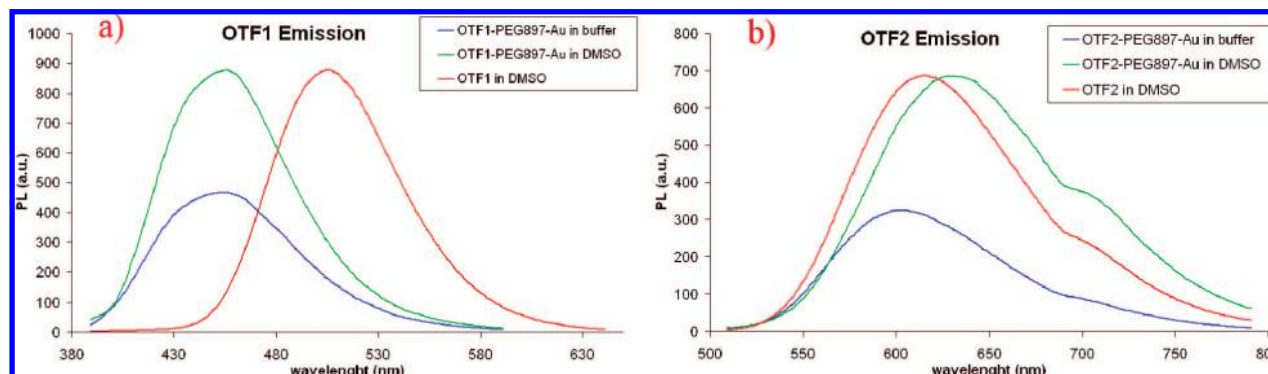 a)
OTF1 Emission
OTF1-PEG897-Au in buffer
OTF1-PEG897-Au in DMSO
OTF1 in DMSO
PL (a.u.)
1000
900
800
700
600
500
400
300
200
100
0
380
430
480
530
580
630
wavelenght (nm)
b)
OTF2 Emission
OTF2-PEG897-Au in buffer
OTF2-PEG897-Au in DMSO
OTF2 in DMSO
PL (a.u.)
800
700
600
500
400
300
200
100
0
500
550
600
650
700
750
80
wavelenght (nm)